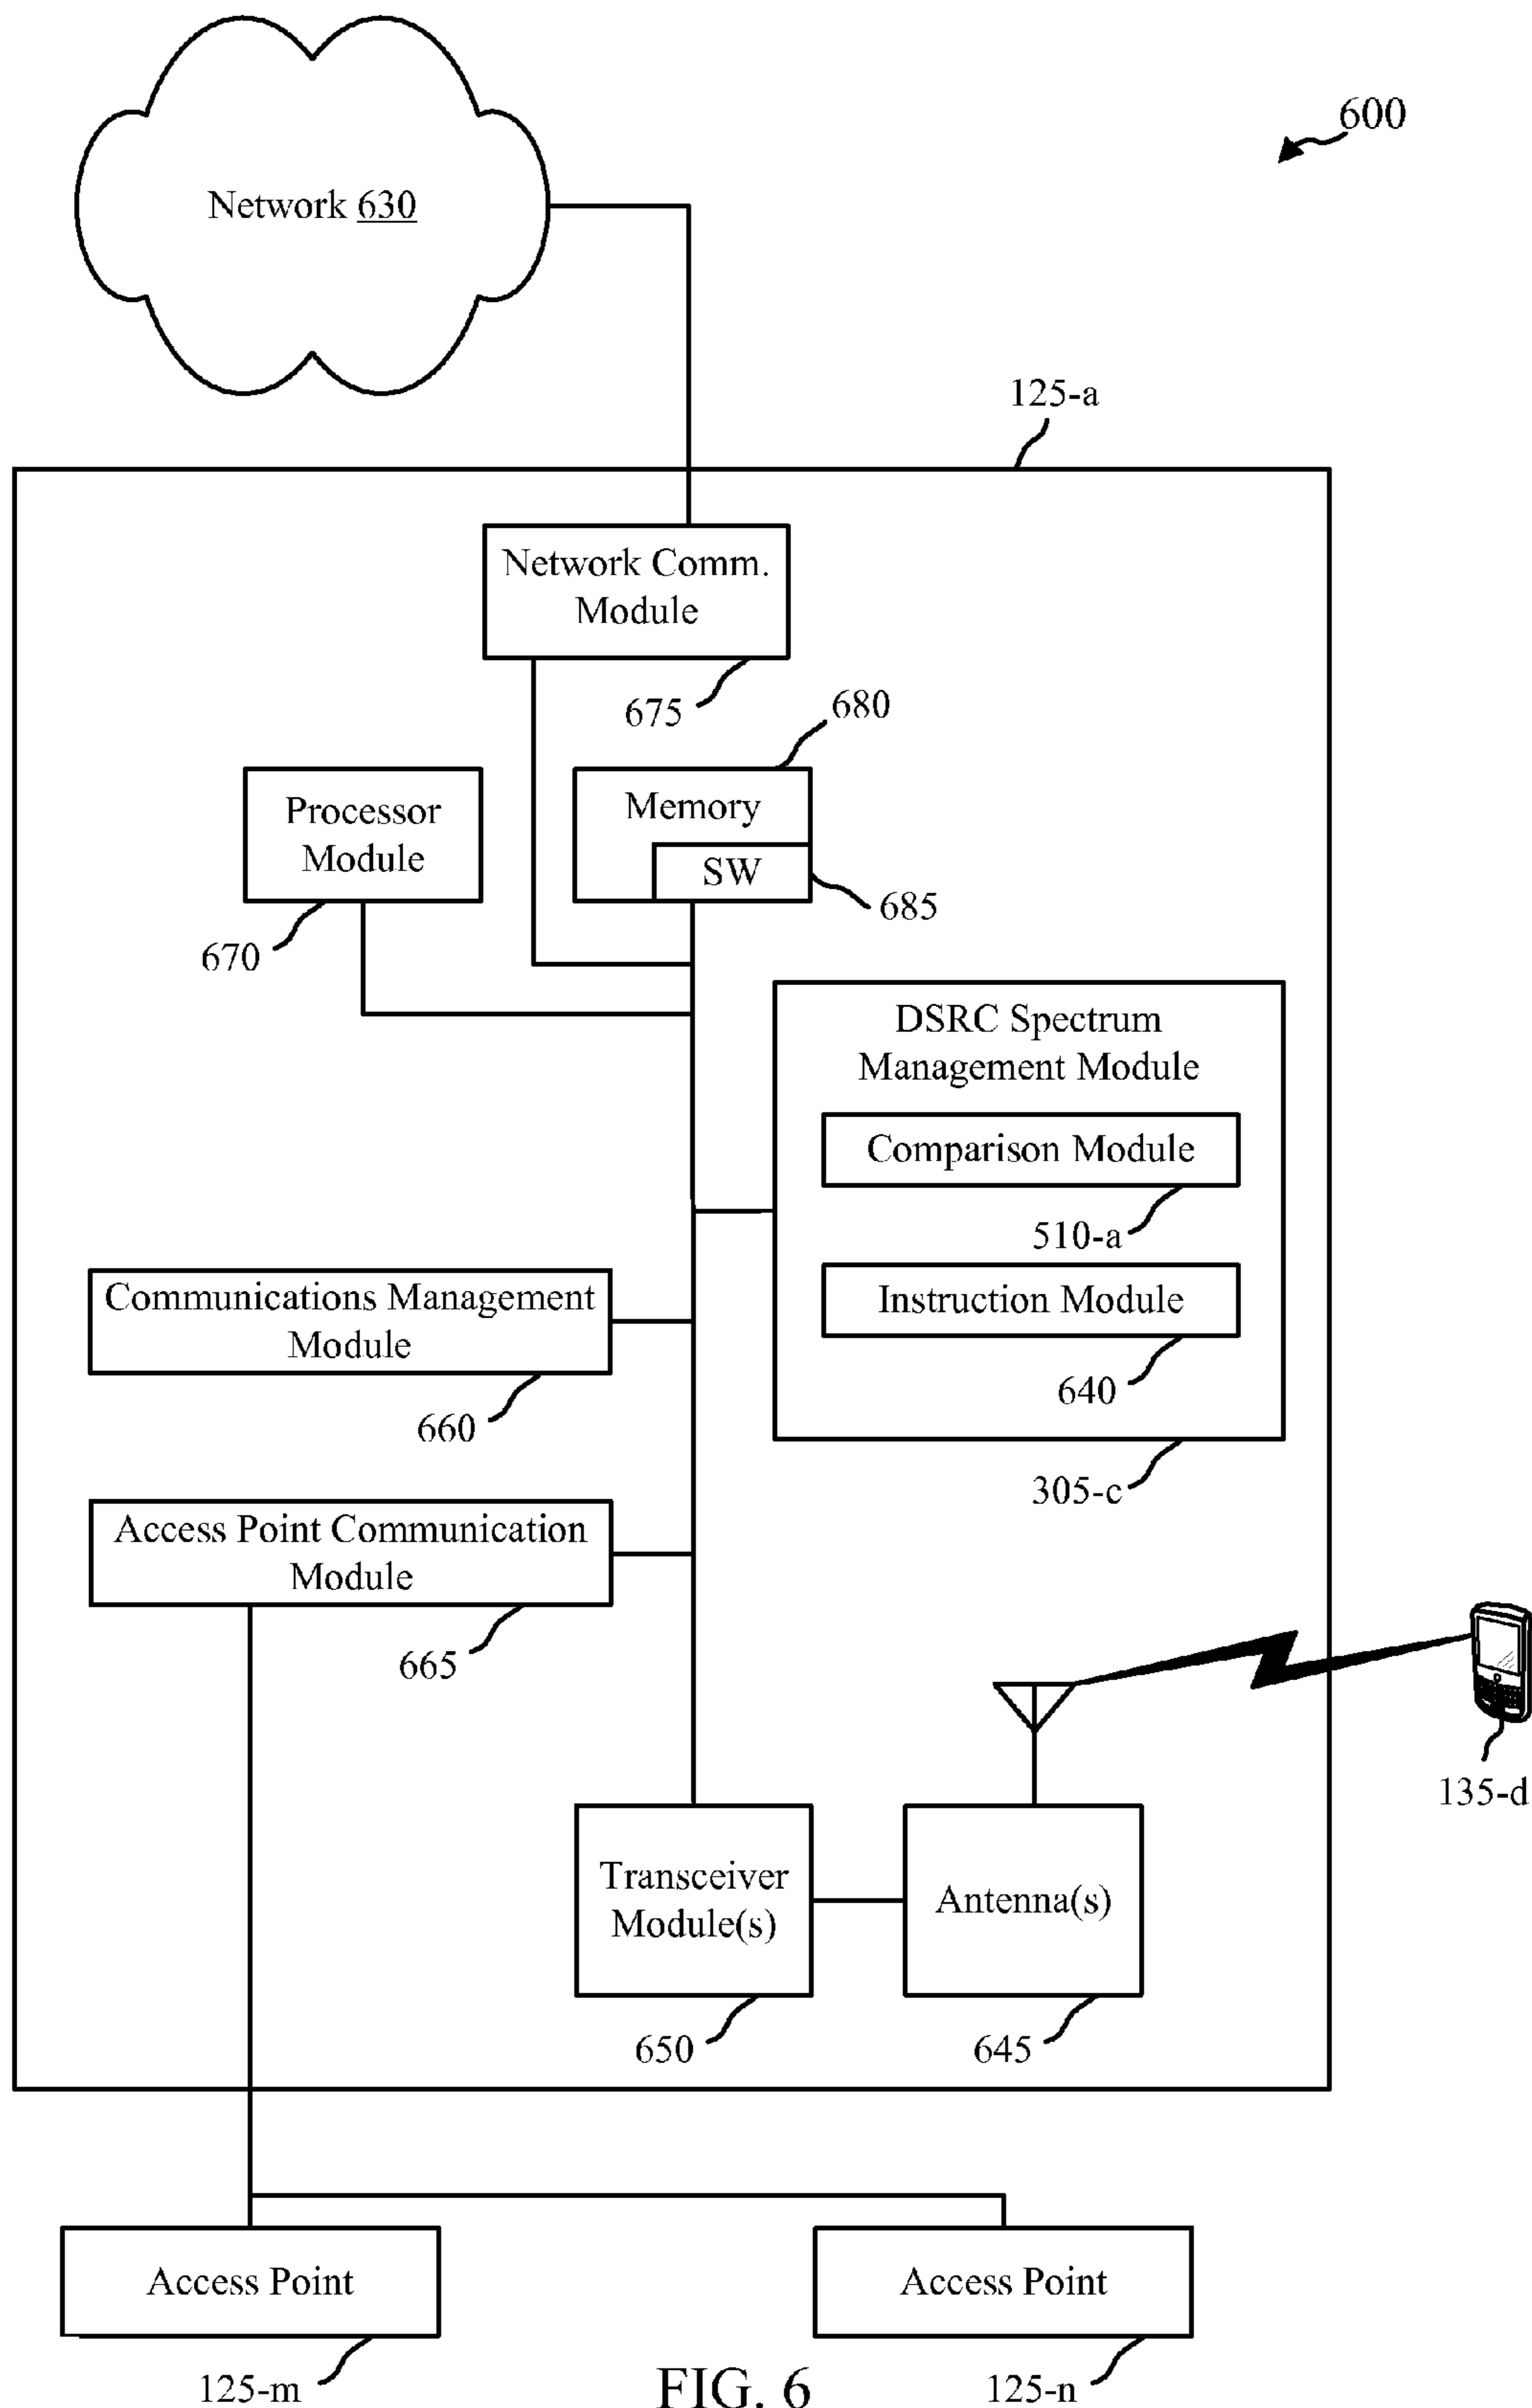 600
Network 630
125-a
Network Comm.
Module
675
680
Processor
Module
Memory
SW
670
685
DSRC Spectrum
Management Module
Comparison Module
510-a
Communications Management
Module
Instruction Module
660
640
305-c
Access Point Communication
Module
665
135-d
Transceiver
Module(s)
Antenna(s)
650
645
Access Point
Access Point
125-m
125-n
FIG. 6